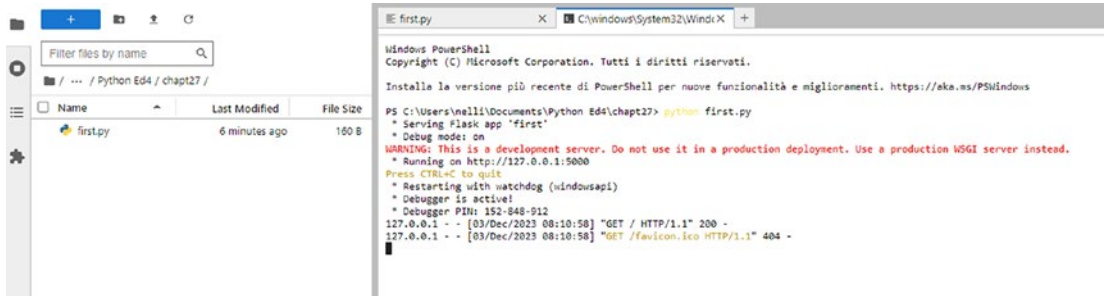 +
Filter files by name
/ ··· / Python Ed4 / chapt27 /
Name Last Modified File Size
first.py 6 minutes ago 160 B
first.py × C:\windows\System32\Windo × +
Windows PowerShell
Copyright (C) Microsoft Corporation. Tutti i diritti riservati.
Installa la versione più recente di PowerShell per nuove funzionalità e miglioramenti. https://aka.ms/PSWindows
PS C:\Users\nelli\Documents\Python Ed4\chapt27> python first.py
* Serving Flask app 'first'
* Debug mode: on
WARNING: This is a development server. Do not use it in a production deployment. Use a production WSGI server instead.
* Running on http://127.0.0.1:5000
Press CTRL+C to quit
* Restarting with watchdog (windowsapi)
* Debugger is active!
* Debugger PIN: 152-848-912
127.0.0.1 - - [03/Dec/2023 08:10:58] "GET / HTTP/1.1" 200 -
127.0.0.1 - - [03/Dec/2023 08:10:58] "GET /favicon.ico HTTP/1.1" 404 -